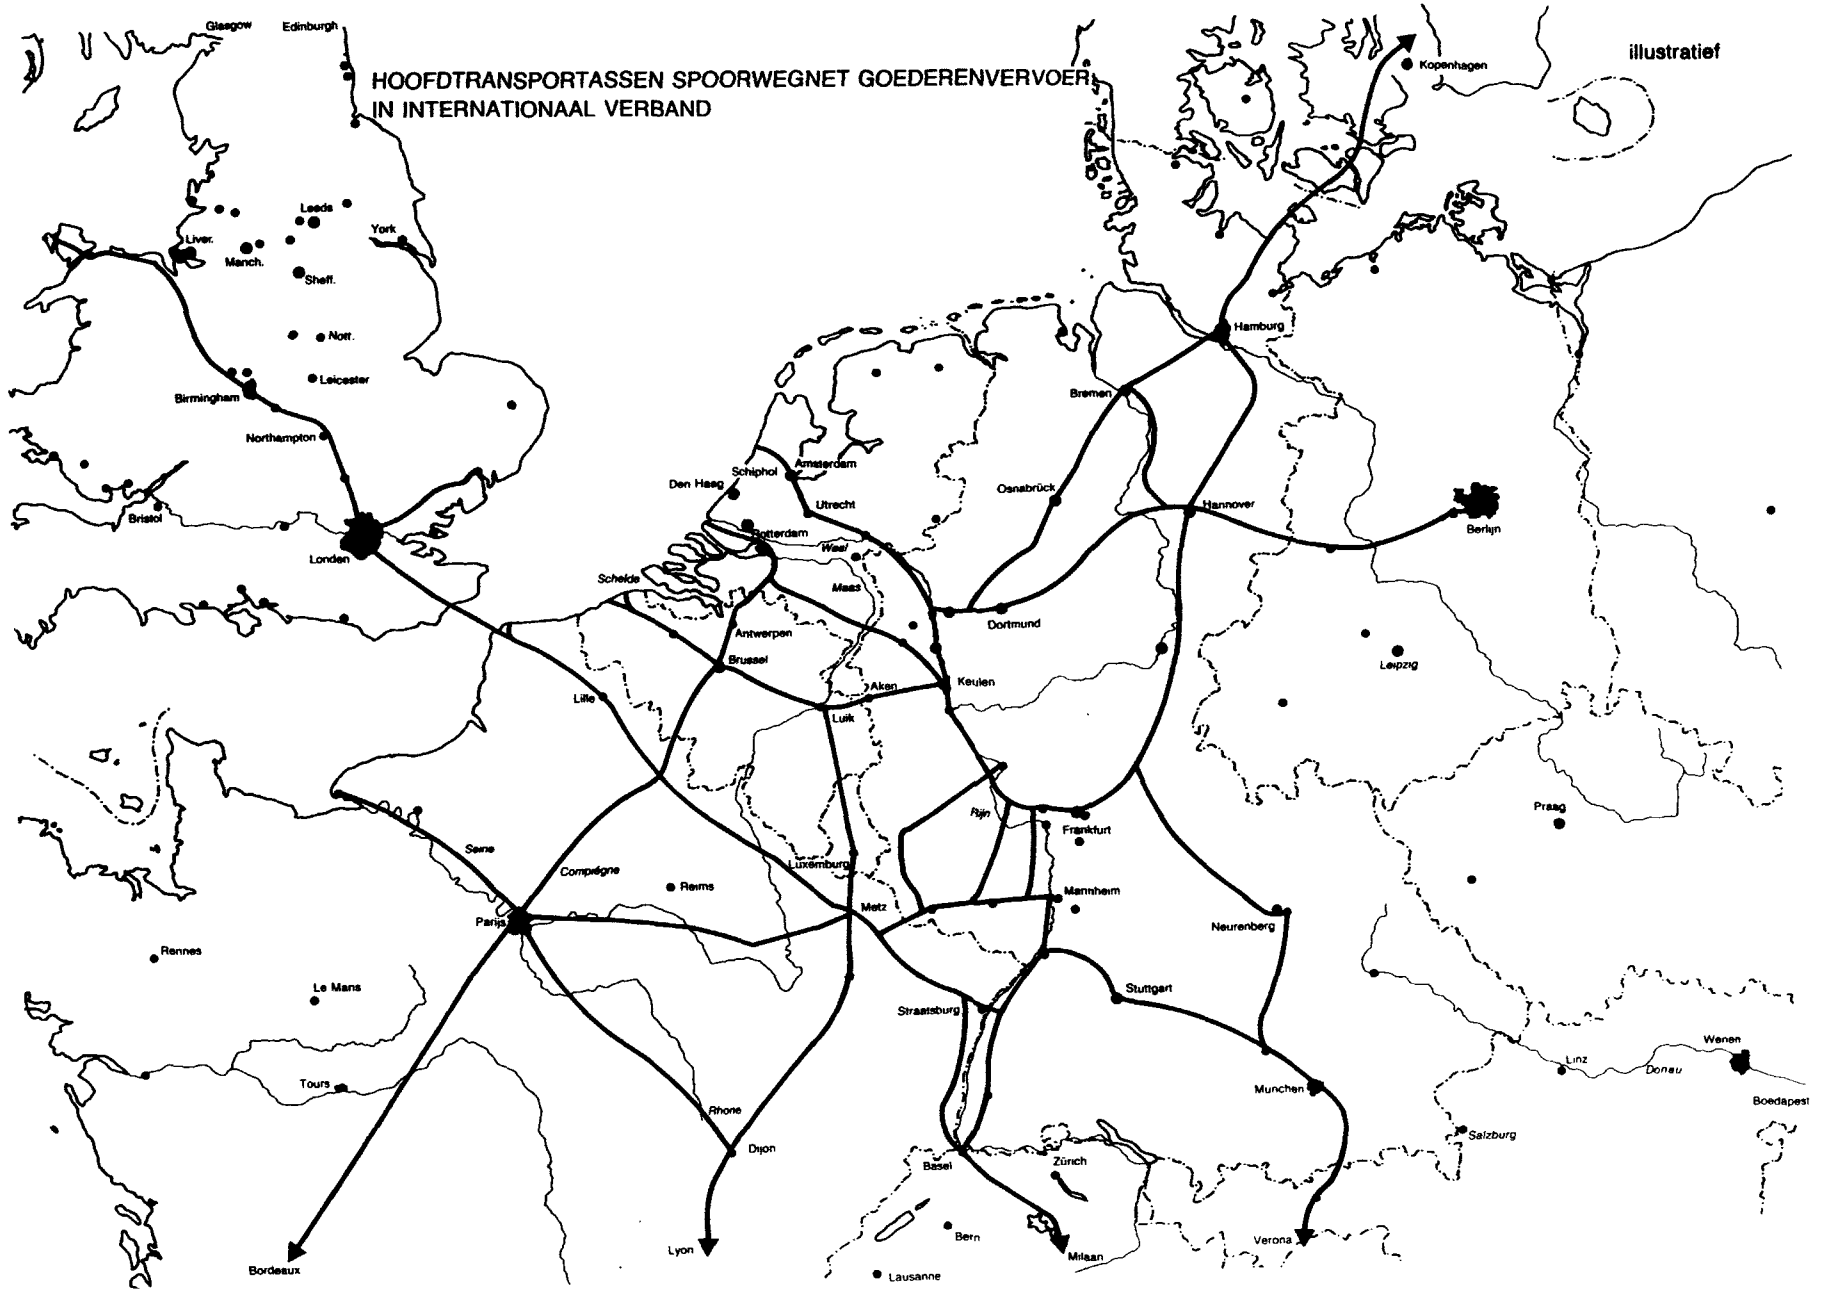 Glasgow
Edinburgh
illustratief
Kopenhagen
HOOFDTRANSPORTASSEN SPOORWEGNET GOEDERENVERVOER
IN INTERNATIONAAL VERBAND
Leeds
York
Liver.
Manch.
Sheff.
Nott.
Hamburg
Leicester
Birmingham
Bremen
Northampton
Amsterdam
Schiphol
Den Haag
Osnabrück
Utrecht
Hannover
Bristol
Berlijn
Rotterdam
Londen
Waal
Schelde
Maas
Dortmund
Antwerpen
Brussel
Leipzig
Aken
Keulen
Lille
Luik
Praag
Rijn
Frankfurt
Seine
Luxemburg
Compiégne
Reims
Mannheim
Metz
Parijs
Neurenberg
Rennes
Le Mans
Stuttgart
Straatsburg
Wenen
Linz
Donau
Tours
Munchen
Boedapest
Rhone
Salzburg
Dijon
Basel
Zürich
Bern
Verona
Lyon
Milaan
Bordeaux
Lausanne